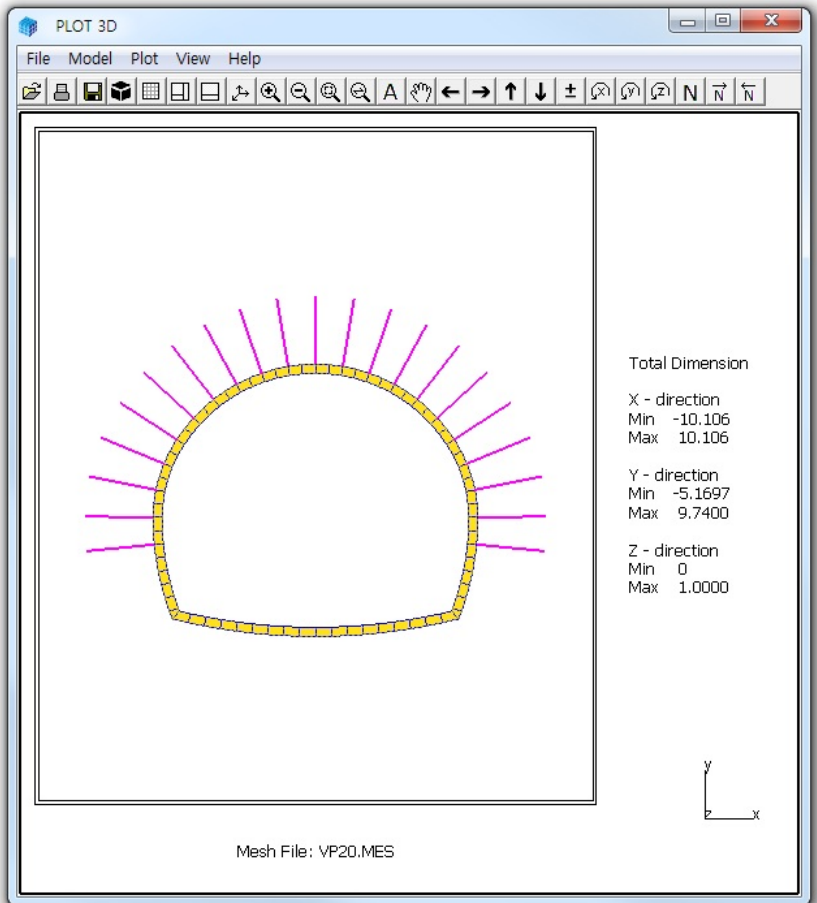 PLOT 3D
File Model Plot View Help
A ± x y z N N N
Total Dimension
X - direction
Min -10.106
Max 10.106
Y - direction
Min -5.1697
Max 9.7400
Z - direction
Min 0
Max 1.0000
y
z x
Mesh File: VP20.MES